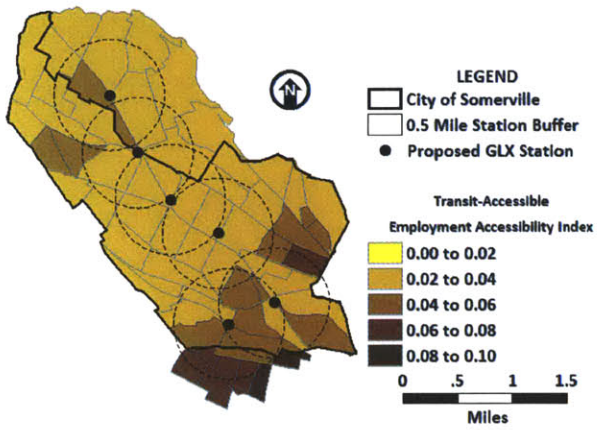 N
LEGEND
City of Somerville
0.5 Mile Station Buffer
Proposed GLX Station
Transit-Accessible
Employment Accessibility Index
0.00 to 0.02
0.02 to 0.04
0.04 to 0.06
0.06 to 0.08
0.08 to 0.10
0 .5 1 1.5
Miles